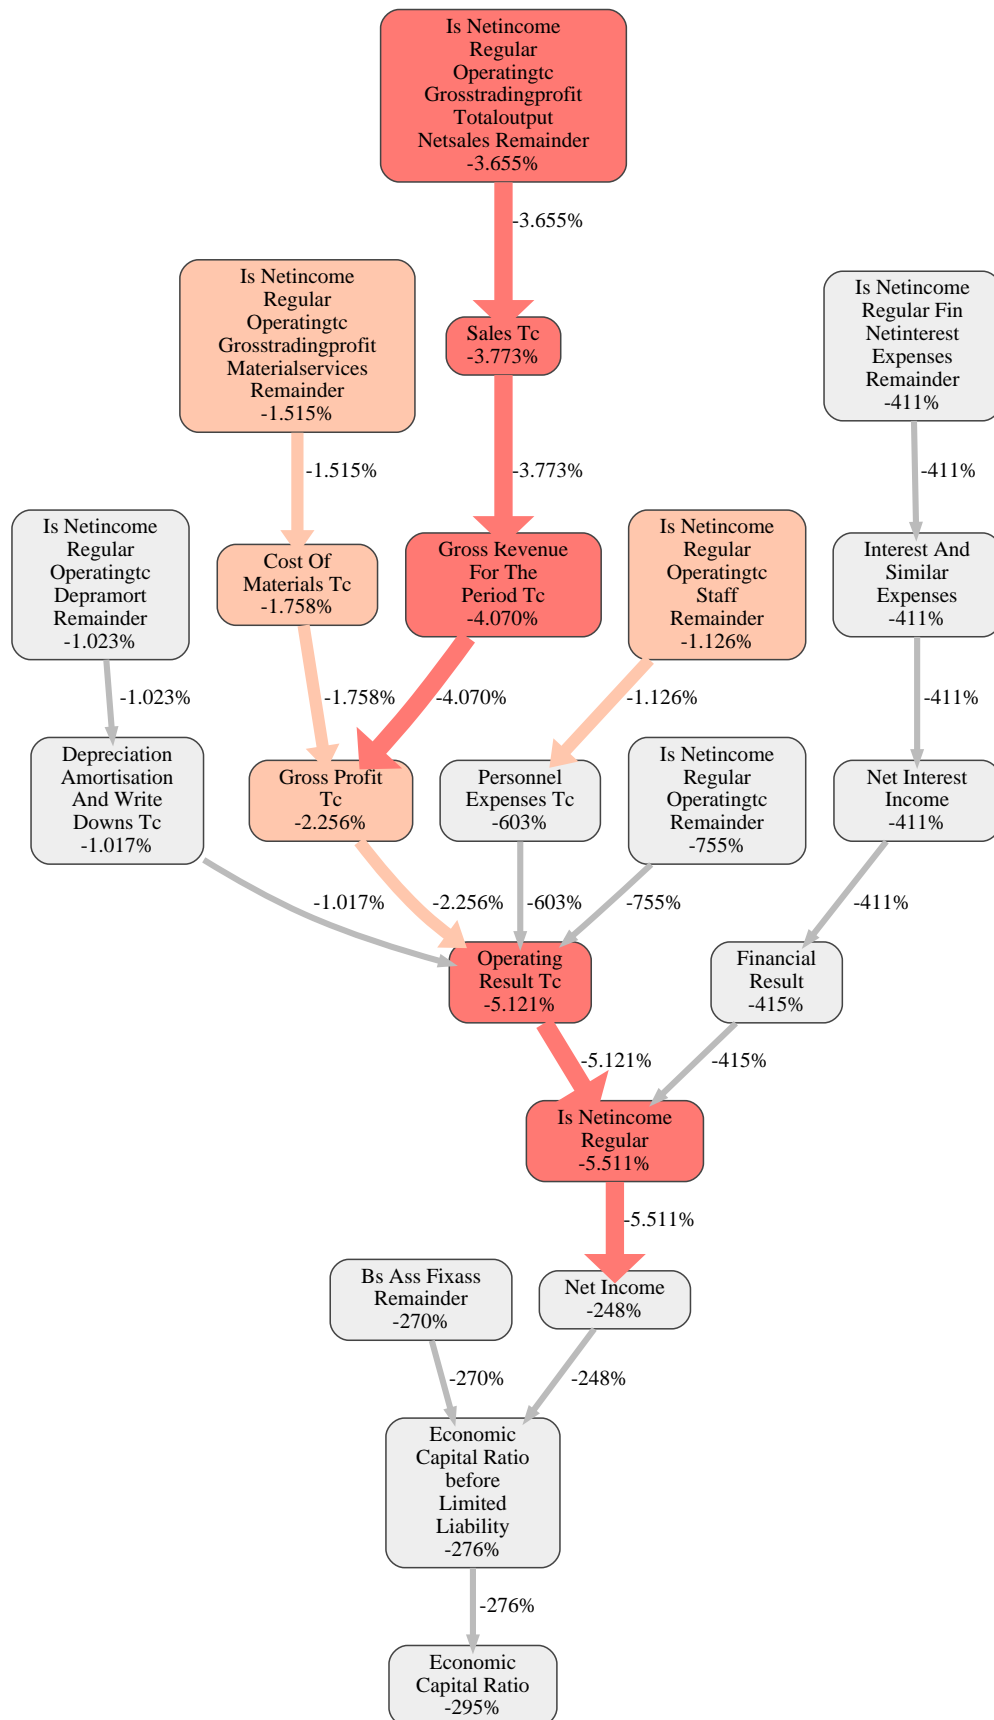 Is Netincome
Regular
Operatingtc
Grosstradingprofit
Totaloutput
Netsales Remainder
-3.655%
-3.655%
Is Netincome
Regular
Operatingtc
Grosstradingprofit
Materialservices
Remainder
-1.515%
Sales Tc
-3.773%
Is Netincome
Regular Fin
Netinterest
Expenses
Remainder
-411%
-1.515%
-3.773%
-411%
Is Netincome
Regular
Operatingtc
Depramort
Remainder
-1.023%
Cost Of
Materials Tc
-1.758%
Gross Revenue
For The
Period Tc
-4.070%
Is Netincome
Regular
Operatingtc
Staff
Remainder
-1.126%
Interest And
Similar
Expenses
-411%
-1.023%
-1.758%
-4.070%
-1.126%
-411%
Depreciation
Amortisation
And Write
Downs Tc
-1.017%
Gross Profit
Tc
-2.256%
Personnel
Expenses Tc
-603%
Is Netincome
Regular
Operatingtc
Remainder
-755%
Net Interest
Income
-411%
-1.017%
-2.256%
-603%
-755%
-411%
Operating
Result Tc
-5.121%
Financial
Result
-415%
-5.121%
-415%
Is Netincome
Regular
-5.511%
-5.511%
Bs Ass Fixass
Remainder
-270%
Net Income
-248%
-270%
-248%
Economic
Capital Ratio
before
Limited
Liability
-276%
-276%
Economic
Capital Ratio
-295%